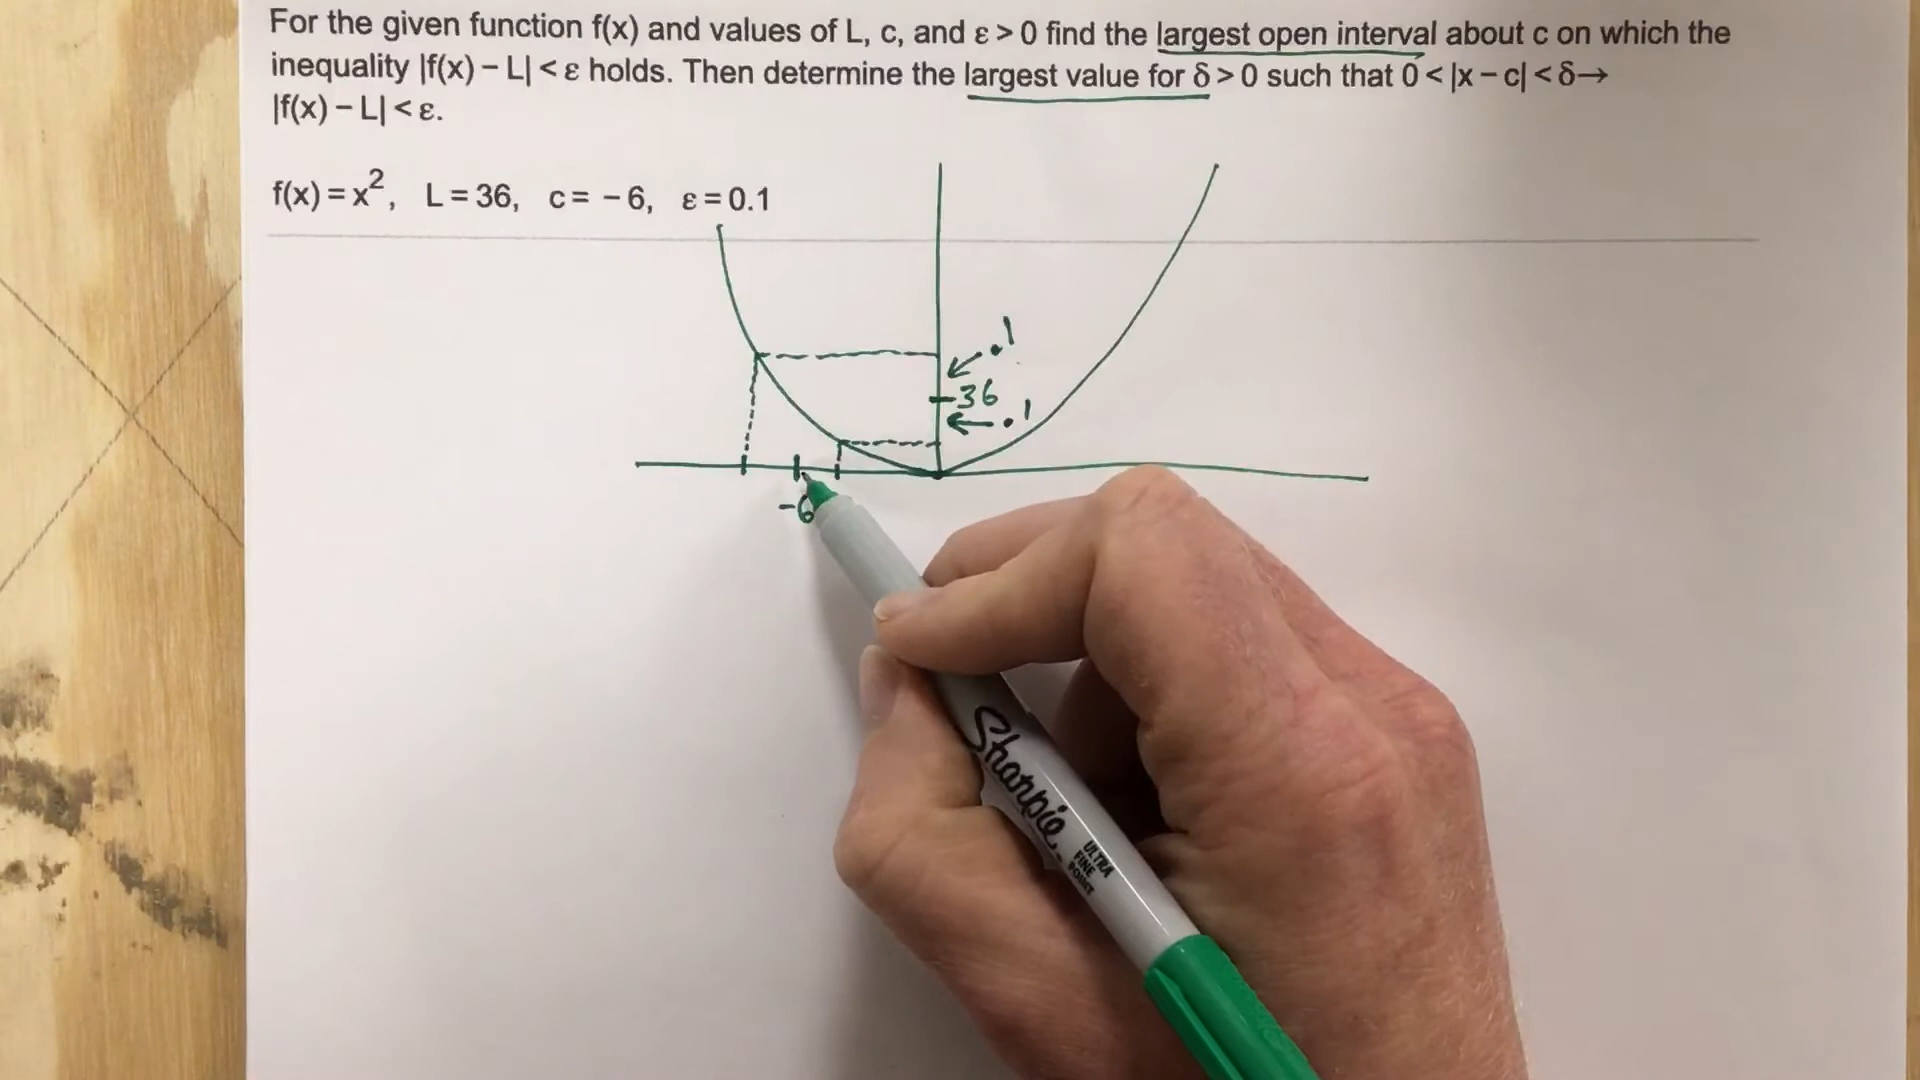 For the given function f(x) and values of L, c, and ε > 0 find the largest open interval about c on which the
inequality |f(x) − L| < ε holds. Then determine the largest value for δ > 0 such that 0 < |x − c| < δ→
|f(x) − L| < ε.
f(x) = x², L = 36, c = − 6, ε = 0.1
.1
36
.1
-6
Sharpie
ULTRA
FINE
POINT